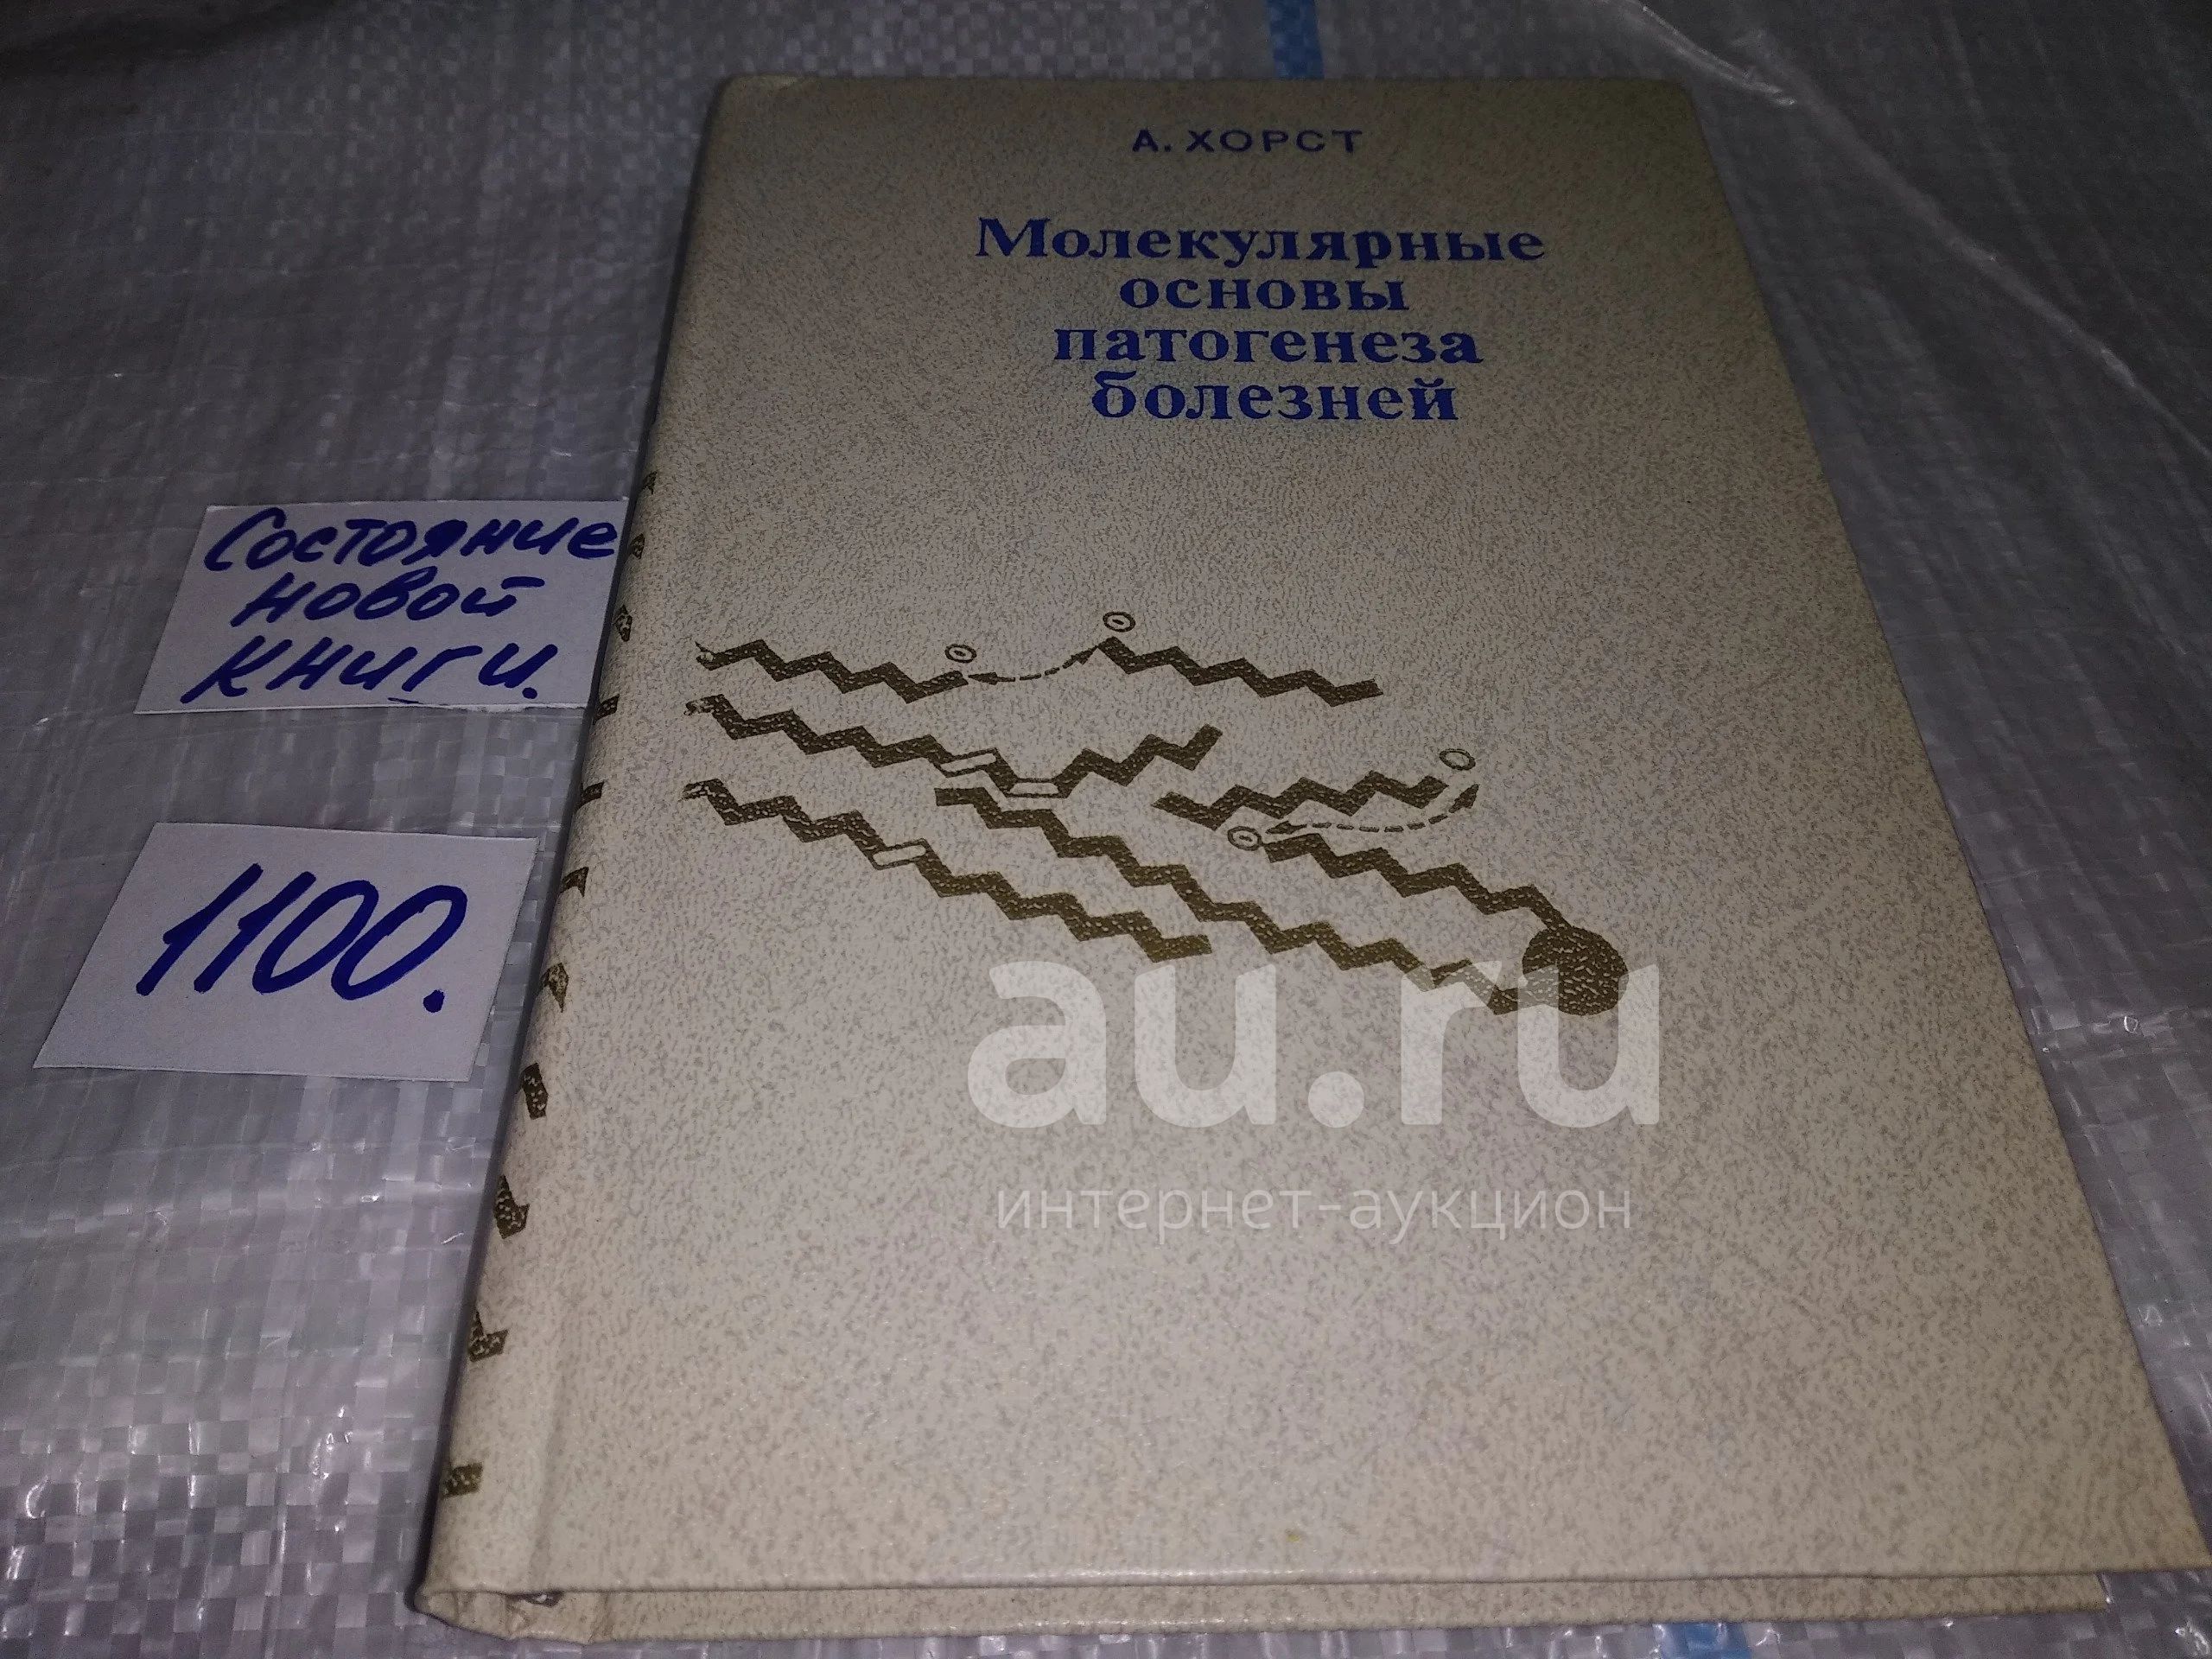 А. ХОРСТ
Молекулярные
основы
патогенеза
болезней
Состояние
новой
книги.
1100.
au.ru
интернет-аукцион